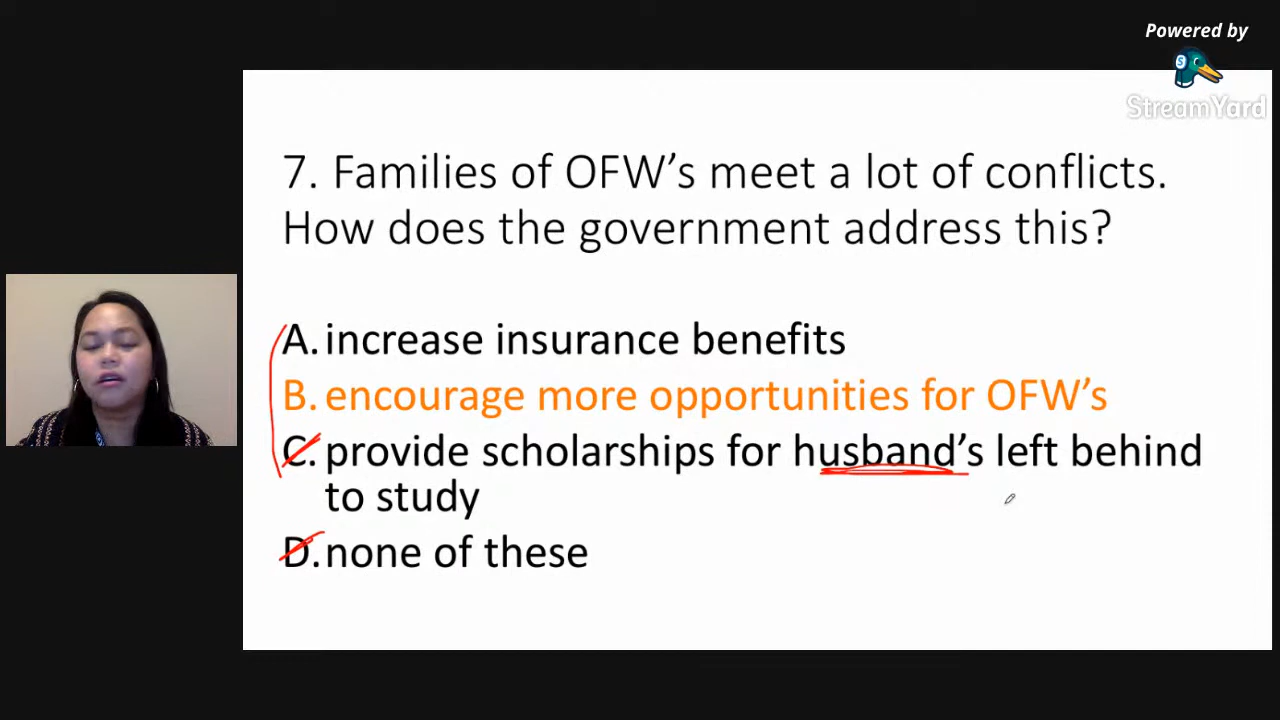 Powered by
StreamYard
7. Families of OFW’s meet a lot of conflicts.
How does the government address this?
A. increase insurance benefits
B. encourage more opportunities for OFW’s
C. provide scholarships for husband’s left behind
to study
D. none of these